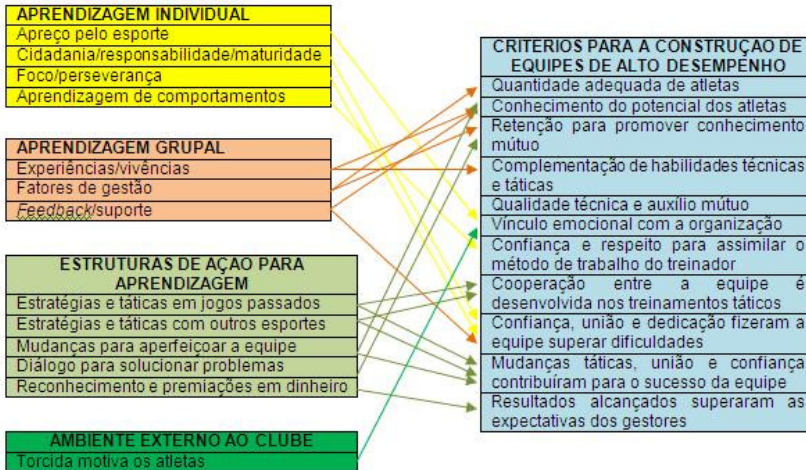 APRENDIZAGEM INDIVIDUAL
Apreço pelo esporte
Cidadania/responsabilidade/maturidade
Foco/perseverança
Aprendizagem de comportamentos
APRENDIZAGEM GRUPAL
Experiências/vivências
Fatores de gestão
Feedback/suporte
ESTRUTURAS DE AÇÃO PARA
APRENDIZAGEM
Estratégias e táticas em jogos passados
Estratégias e táticas com outros esportes
Mudanças para aperfeiçoar a equipe
Diálogo para solucionar problemas
Reconhecimento e premiações em dinheiro
AMBIENTE EXTERNO AO CLUBE
Torcida motiva os atletas
CRITERIOS PARA A CONSTRUÇÃO DE
EQUIPES DE ALTO DESEMPENHO
Quantidade adequada de atletas
Conhecimento do potencial dos atletas
Retenção para promover conhecimento
mútuo
Complementação de habilidades técnicas
e táticas
Qualidade técnica e auxílio mútuo
Vínculo emocional com a organização
Confiança e respeito para assimilar o
método de trabalho do treinador
Cooperação entre a equipe é
desenvolvida nos treinamentos táticos
Confiança, união e dedicação fizeram a
equipe superar dificuldades
Mudanças táticas, união e confiança
contribuíram para o sucesso da equipe
Resultados alcançados superaram as
expectativas dos gestores